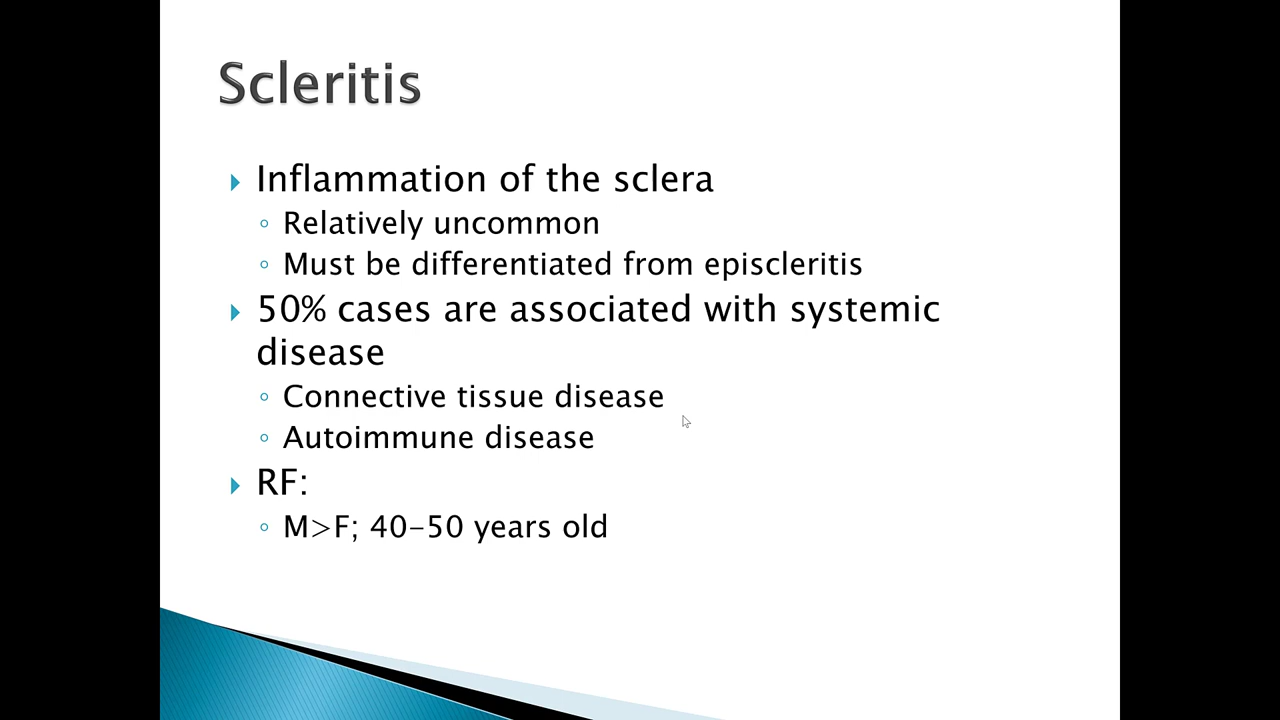 Scleritis
Inflammation of the sclera
Relatively uncommon
Must be differentiated from episcleritis
50% cases are associated with systemic
disease
Connective tissue disease
Autoimmune disease
RF:
M>F; 40-50 years old